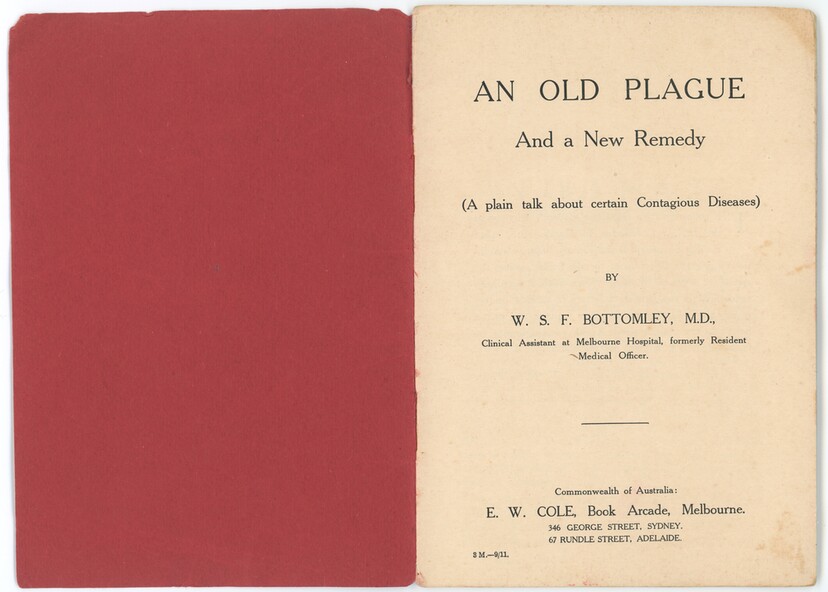 AN OLD PLAGUE
And a New Remedy
(A plain talk about certain Contagious Diseases)
BY
W. S. F. BOTTOMLEY, M.D.,
Clinical Assistant at Melbourne Hospital, formerly Resident
Medical Officer.
Commonwealth of Australia:
E. W. COLE, Book Arcade, Melbourne.
346 GEORGE STREET, SYDNEY.
67 RUNDLE STREET, ADELAIDE.
3 M.—9/11.